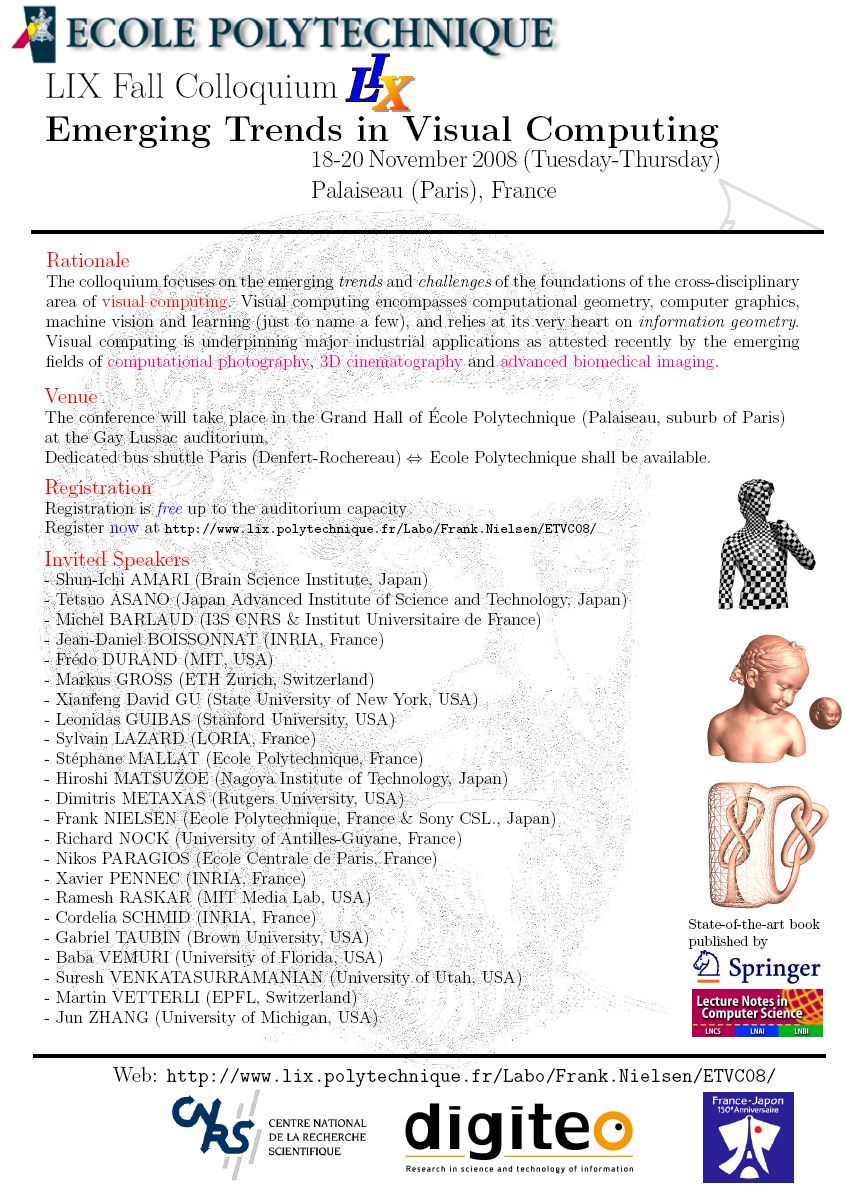 ECOLE POLYTECHNIQUE
LIX Fall Colloquium LIX
Emerging Trends in Visual Computing
18-20 November 2008 (Tuesday-Thursday)
Palaiseau (Paris), France
Rationale
The colloquium focuses on the emerging trends and challenges of the foundations of the cross-disciplinary
area of visual computing. Visual computing encompasses computational geometry, computer graphics,
machine vision and learning (just to name a few), and relies at its very heart on information geometry.
Visual computing is underpinning major industrial applications as attested recently by the emerging
fields of computational photography, 3D cinematography and advanced biomedical imaging.
Venue
The conference will take place in the Grand Hall of École Polytechnique (Palaiseau, suburb of Paris)
at the Gay Lussac auditorium.
Dedicated bus shuttle Paris (Denfert-Rochereau) ⇔ Ecole Polytechnique shall be available.
Registration
Registration is free up to the auditorium capacity.
Register now at http://www.lix.polytechnique.fr/Labo/Frank.Nielsen/ETVC08/
Invited Speakers
- Shun-Ichi AMARI (Brain Science Institute, Japan)
- Tetsuo ASANO (Japan Advanced Institute of Science and Technology, Japan)
- Michel BARLAUD (I3S CNRS & Institut Universitaire de France)
- Jean-Daniel BOISSONNAT (INRIA, France)
- Frédo DURAND (MIT, USA)
- Markus GROSS (ETH Zurich, Switzerland)
- Xianfeng David GU (State University of New York, USA)
- Leonidas GUIBAS (Stanford University, USA)
- Sylvain LAZARD (LORIA, France)
- Stéphane MALLAT (Ecole Polytechnique, France)
- Hiroshi MATSUZOE (Nagoya Institute of Technology, Japan)
- Dimitris METAXAS (Rutgers University, USA)
- Frank NIELSEN (Ecole Polytechnique, France & Sony CSL., Japan)
- Richard NOCK (University of Antilles-Guyane, France)
- Nikos PARAGIOS (Ecole Centrale de Paris, France)
- Xavier PENNEC (INRIA, France)
- Ramesh RASKAR (MIT Media Lab, USA)
- Cordelia SCHMID (INRIA, France)
- Gabriel TAUBIN (Brown University, USA)
- Baba VEMURI (University of Florida, USA)
- Suresh VENKATASURRAMANIAN (University of Utah, USA)
- Martin VETTERLI (EPFL, Switzerland)
- Jun ZHANG (University of Michigan, USA)
State-of-the-art book
published by
Springer
Lecture Notes in
Computer Science
LNCS LNAI LNBI
Web: http://www.lix.polytechnique.fr/Labo/Frank.Nielsen/ETVC08/
CNRS
CENTRE NATIONAL
DE LA RECHERCHE
SCIENTIFIQUE
digiteo
Research in science and technology of information
France-Japon
150e Anniversaire